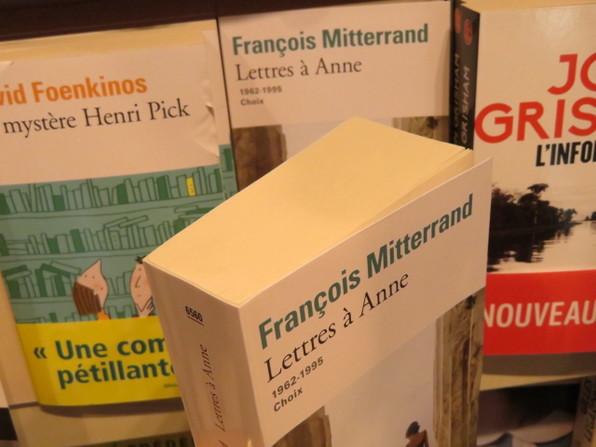 vid Foenkinos
mystère Henri Pick
« Une com
pétillante
François Mitterrand
Lettres à Anne
1962-1995
Choix
GRISHAM
JO
GRIS
L'INFO
NOUVEAU
François Mitterrand
Lettres à Anne
1962-1995
Choix
6560
Lettres à Anne